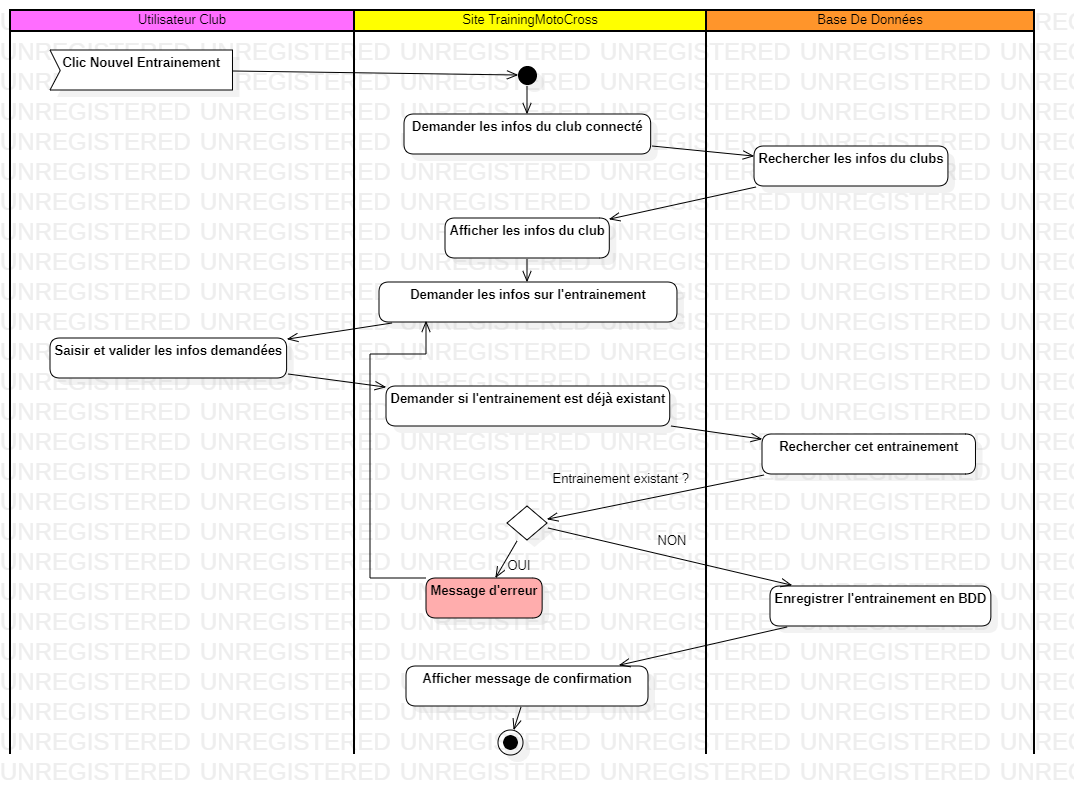 Utilisateur Club
Site TrainingMotoCross
Base De Données
Clic Nouvel Entrainement
Demander les infos du club connecté
Rechercher les infos du clubs
Afficher les infos du club
Demander les infos sur l'entrainement
Saisir et valider les infos demandées
Demander si l'entrainement est déjà existant
Rechercher cet entrainement
Entrainement existant ?
NON
OUI
Message d'erreur
Enregistrer l'entrainement en BDD
Afficher message de confirmation
UNREGISTERED UNREGISTERED UNREGISTERED UNREGISTERED UNREGISTERED UN